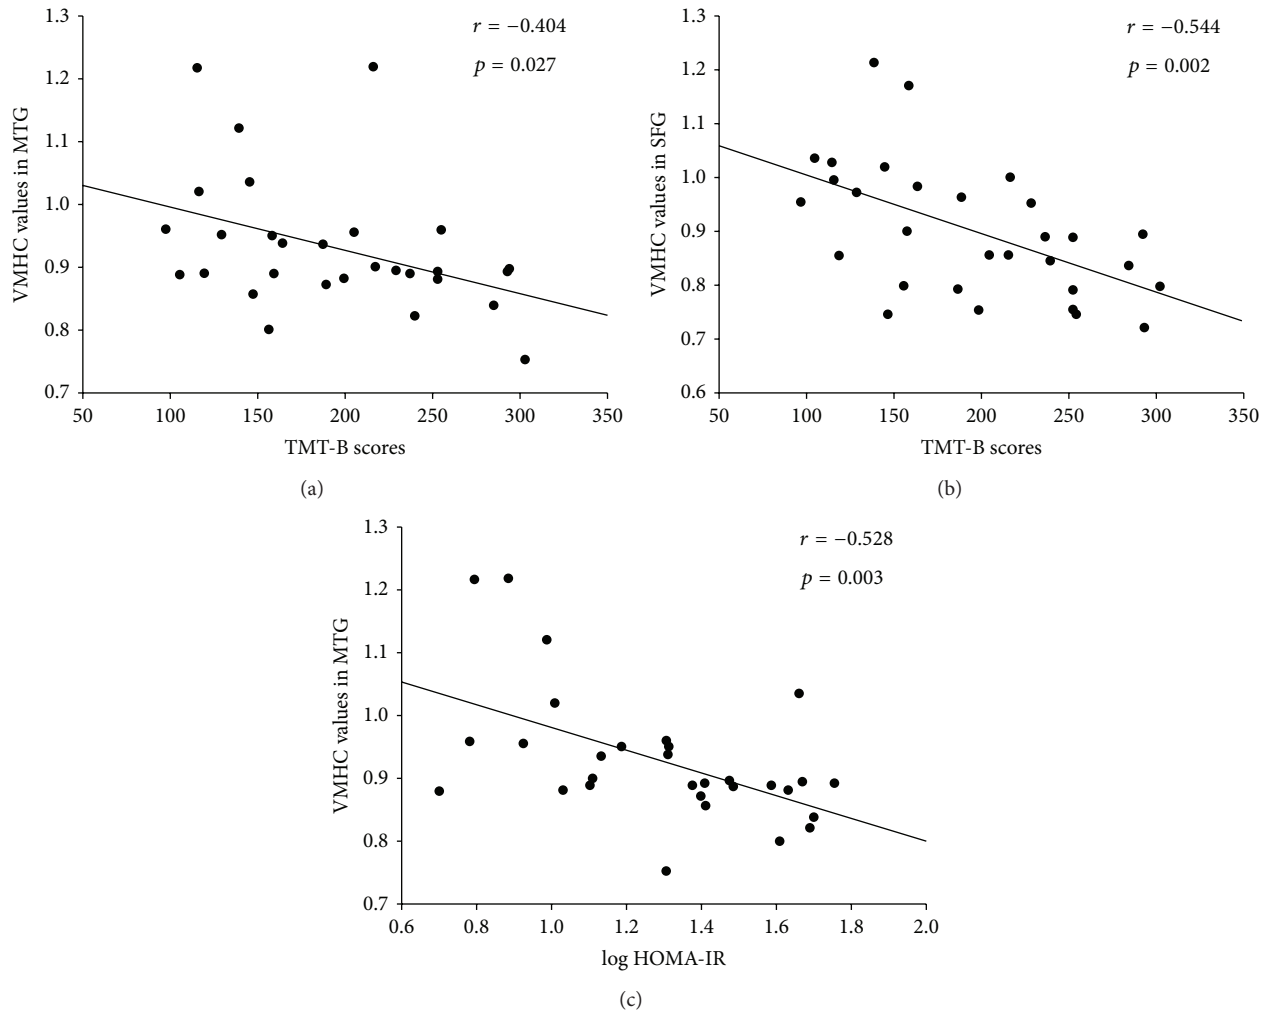 r = −0.404
p = 0.027
VMHC values in MTG
1.3
1.2
1.1
1.0
0.9
0.8
0.7
50 100 150 200 250 300 350
TMT-B scores
(a)
r = −0.544
p = 0.002
VMHC values in SFG
1.3
1.2
1.1
1.0
0.9
0.8
0.7
0.6
50 100 150 200 250 300 350
TMT-B scores
(b)
r = −0.528
p = 0.003
VMHC values in MTG
1.3
1.2
1.1
1.0
0.9
0.8
0.7
0.6 0.8 1.0 1.2 1.4 1.6 1.8 2.0
log HOMA-IR
(c)